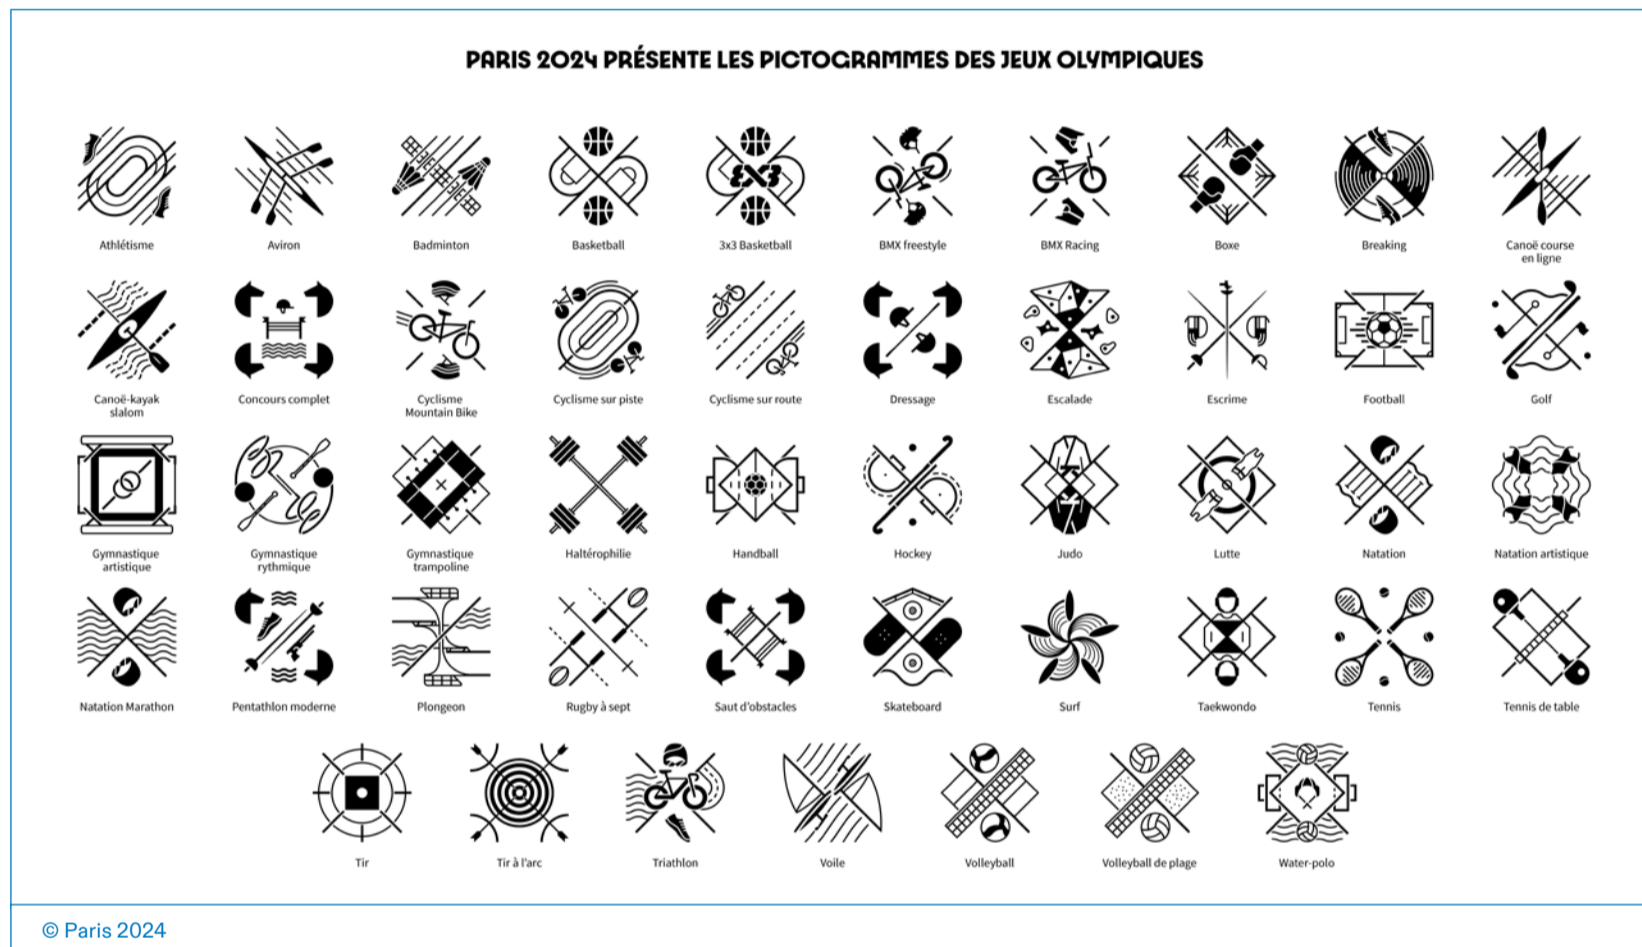 PARIS 2024 PRÉSENTE LES PICTOGRAMMES DES JEUX OLYMPIQUES
3X3
Athlétisme
Aviron
Badminton
Basketball
3x3 Basketball
BMX freestyle
BMX Racing
Boxe
Breaking
Canoë course
en ligne
Canoë-kayak
slalom
Concours complet
Cyclisme
Mountain Bike
Cyclisme sur piste
Cyclisme sur route
Dressage
Escalade
Escrime
Football
Golf
Gymnastique
artistique
Gymnastique
rythmique
Gymnastique
trampoline
Haltérophilie
Handball
Hockey
Judo
Lutte
Natation
Natation artistique
Natation Marathon
Pentathlon moderne
Plongeon
Rugby à sept
Saut d'obstacles
Skateboard
Surf
Taekwondo
Tennis
Tennis de table
Tir
Tir à l'arc
Triathlon
Voile
Volleyball
Volleyball de plage
Water-polo
© Paris 2024